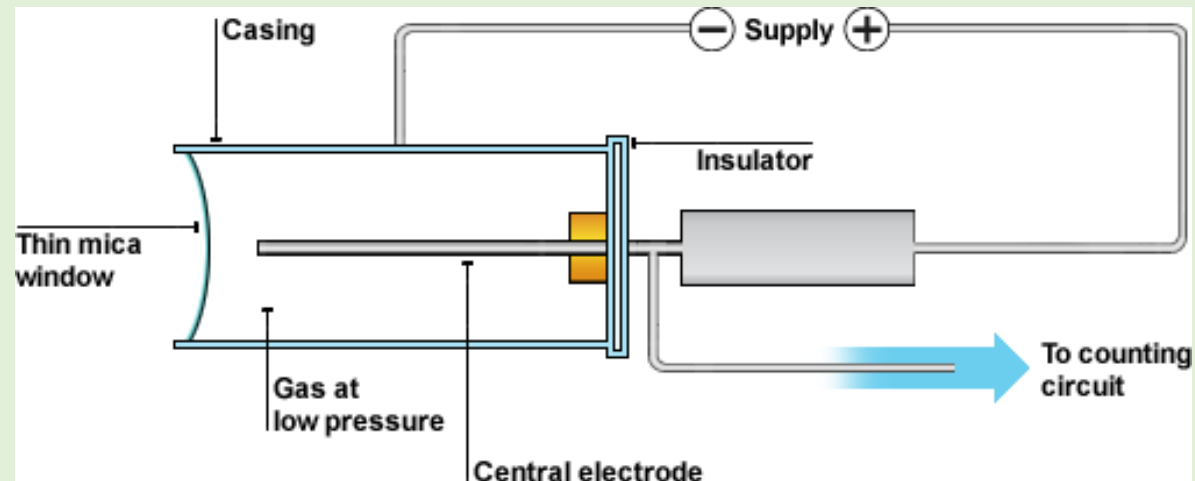 Casing
− Supply +
Insulator
Thin mica
window
Gas at
low pressure
To counting
circuit
Central electrode